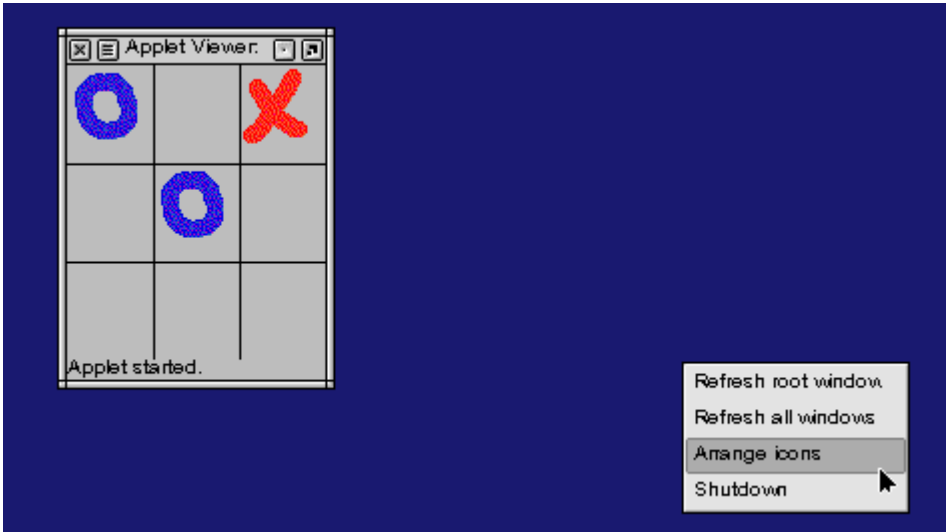 Applet Viewer:
Applet started.
Refresh root window
Refresh all windows
Arrange icons
Shutdown